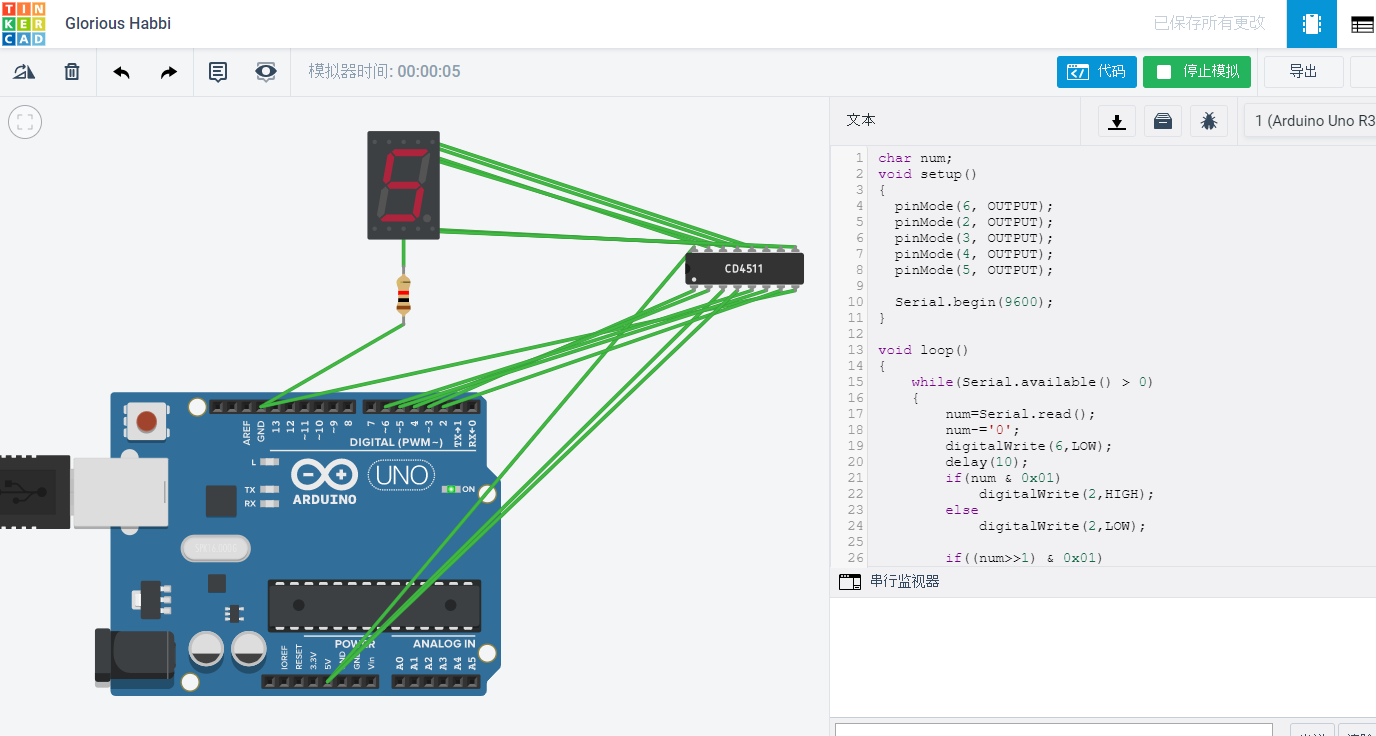 TIN
KER
CAD
Glorious Habbi
已保存所有更改
模拟器时间: 00:00:05
代码
停止模拟
导出
文本
1 (Arduino Uno R3
5
CD4511
AREF
GND
13
12
~11
~10
~9
8
7
~6
~5
4
~3
2
TX→1
RX←0
DIGITAL (PWM~)
L
TX
RX
UNO
ARDUINO
ON
POWER
ANALOG IN
IOREF
RESET
3.3V
5V
GND
GND
Vin
A0
A1
A2
A3
A4
A5
1 char num;
2 void setup()
3 {
4   pinMode(6, OUTPUT);
5   pinMode(2, OUTPUT);
6   pinMode(3, OUTPUT);
7   pinMode(4, OUTPUT);
8   pinMode(5, OUTPUT);
9
10   Serial.begin(9600);
11 }
12
13 void loop()
14 {
15     while(Serial.available() > 0)
16     {
17         num=Serial.read();
18         num-='0';
19         digitalWrite(6,LOW);
20         delay(10);
21         if(num & 0x01)
22             digitalWrite(2,HIGH);
23         else
24             digitalWrite(2,LOW);
25
26         if((num>>1) & 0x01)
串行监视器